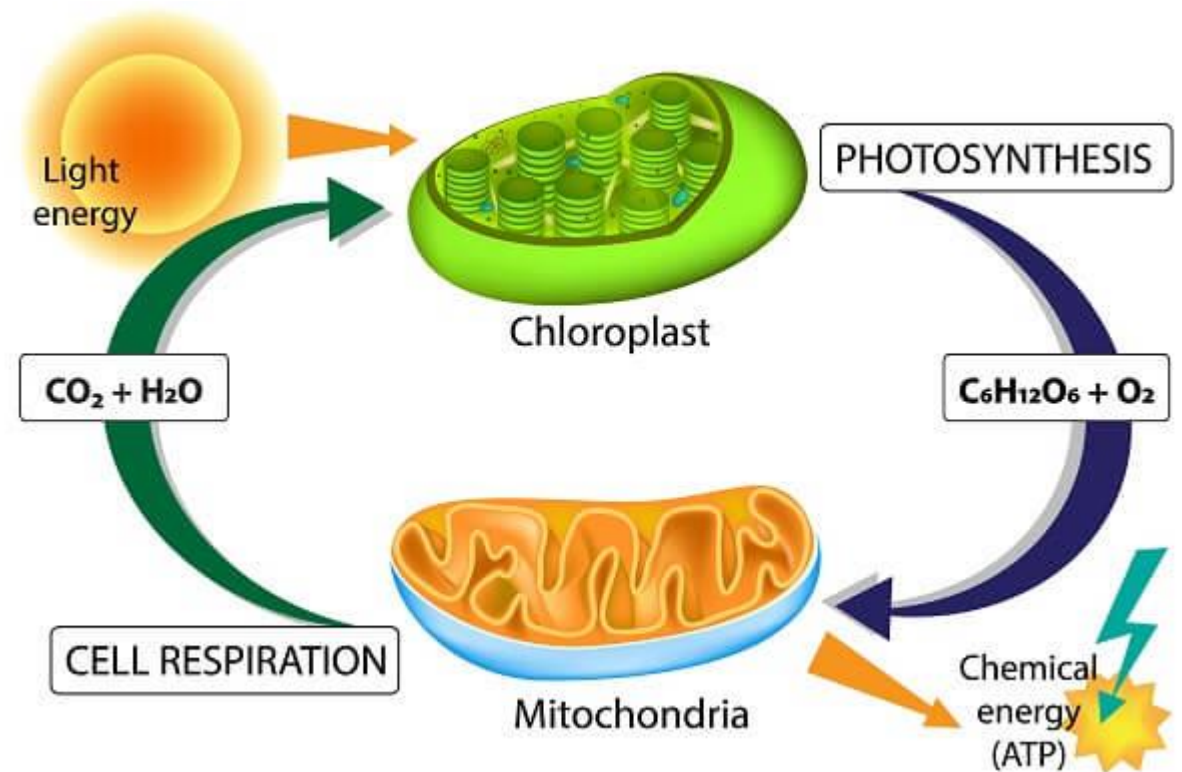 Light
energy
PHOTOSYNTHESIS
Chloroplast
CO₂ + H₂O
C₆H₁₂O₆ + O₂
CELL RESPIRATION
Mitochondria
Chemical
energy
(ATP)